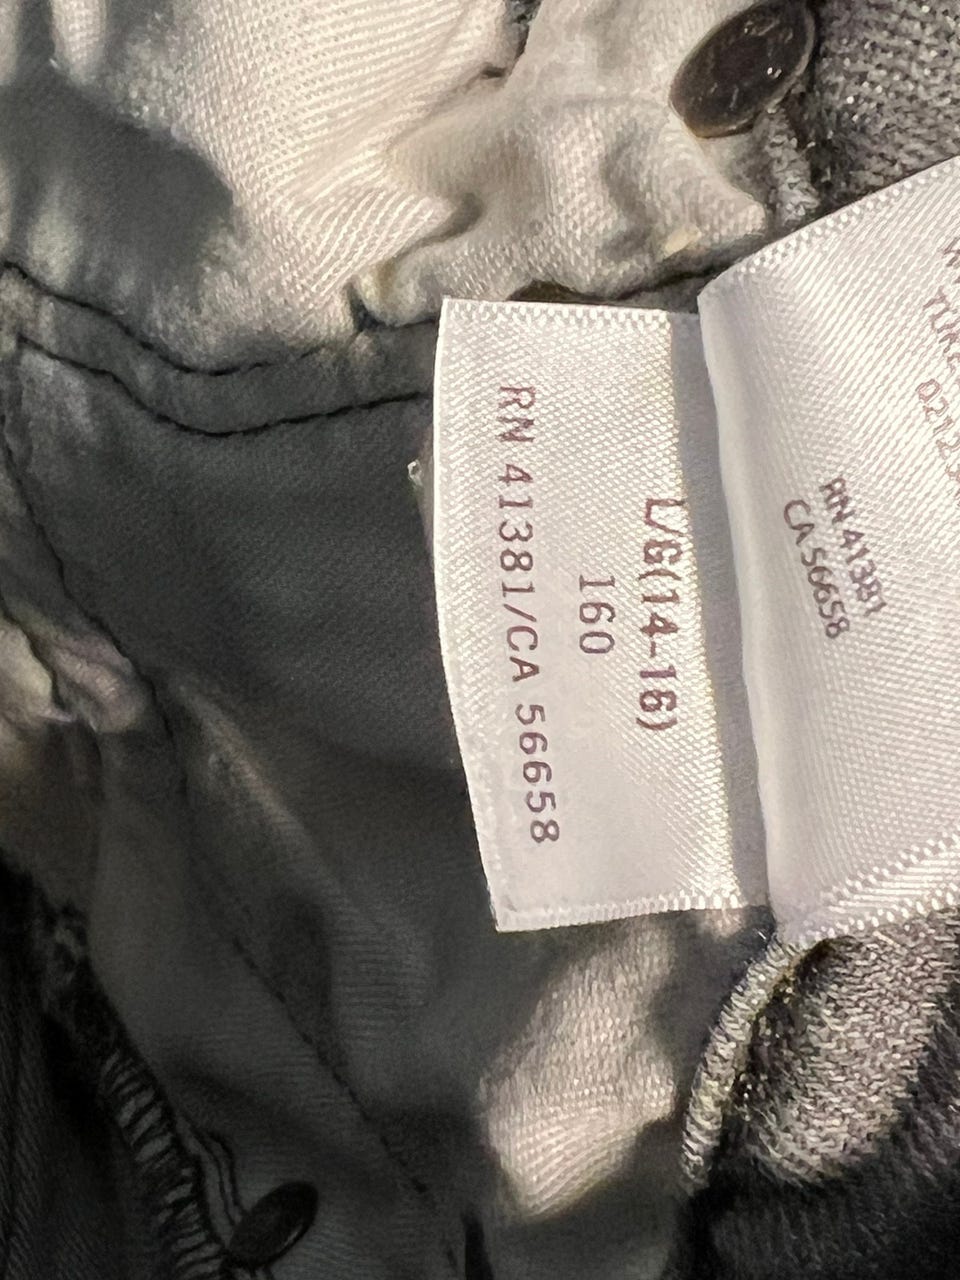 L/G(14-16)
160
RN 41381/CA 56658
RN 41381
CA 56658